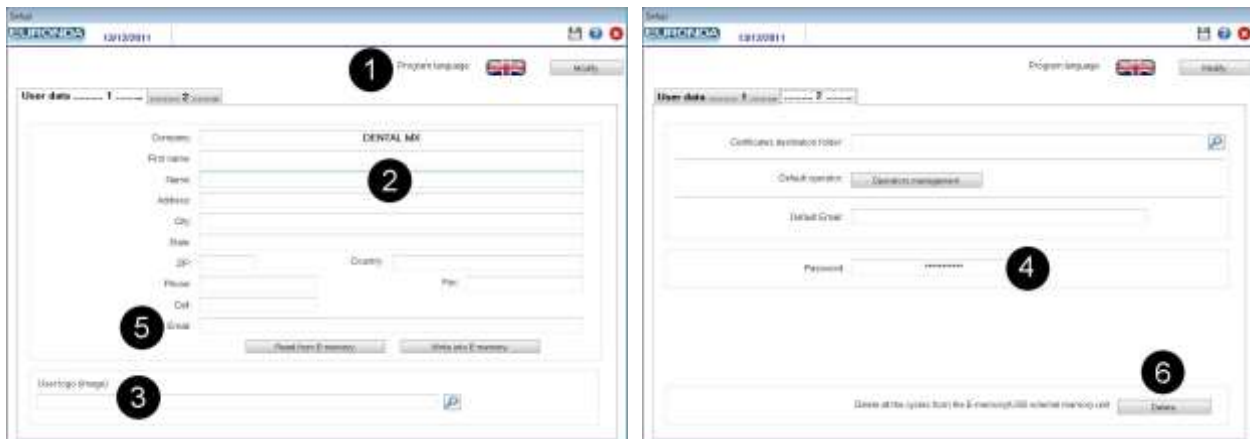 Setup
EURONDA 12/12/2011
1 Program language Modify
User data ......... 1 ......... ......... 2 .........
Company DENTAL MX
First name
Name 2
Address
City
State
ZIP Country
Phone Fax
Cell
5 Email
Read from E-memory Write into E-memory
User logo (image)
3
Setup
EURONDA 13/12/2011
Program language Modify
User data ......... 1 ......... ......... 2 .........
Certificates destination folder
Default operator Operators management
Default Email
Password ********** 4
6
Delete all the cycles from the E-memory/USB external memory unit Delete